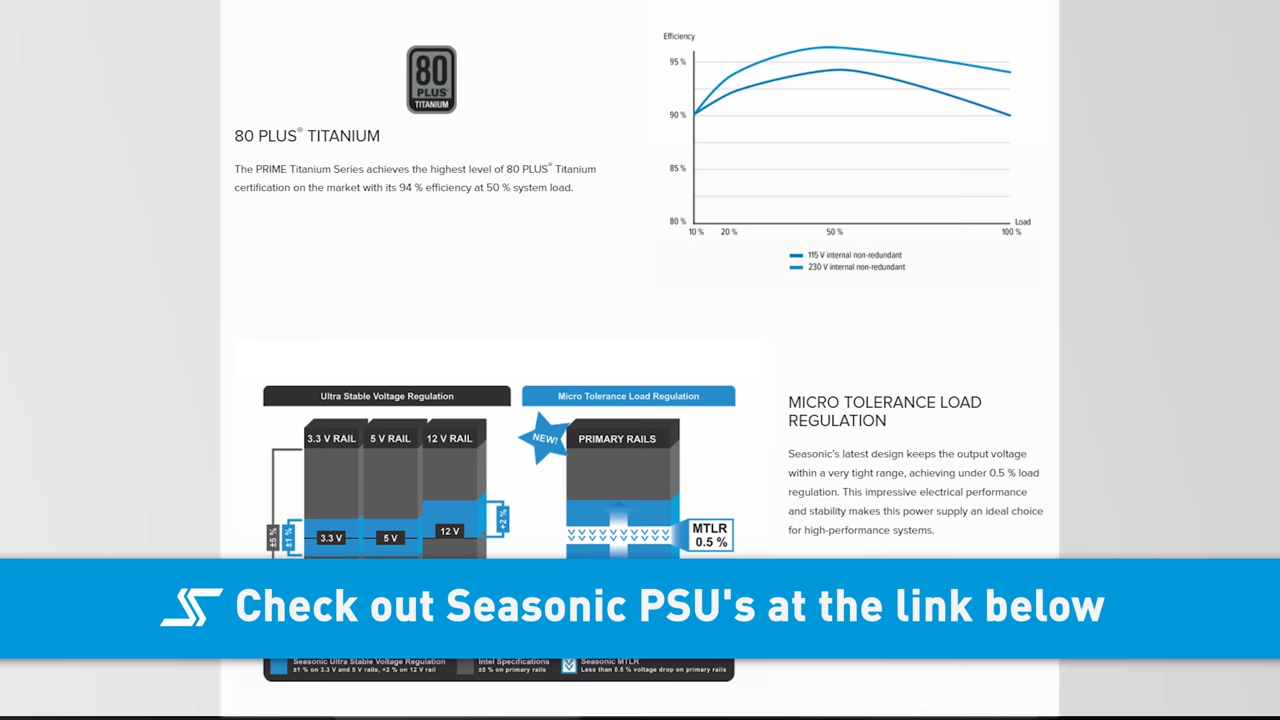 Efficiency
95 %
90 %
85 %
80 %
Load
10 %
20 %
50 %
100 %
115 V internal non-redundant
230 V internal non-redundant
80
PLUS®
TITANIUM
80 PLUS® TITANIUM
The PRIME Titanium Series achieves the highest level of 80 PLUS® Titanium
certification on the market with its 94 % efficiency at 50 % system load.
Ultra Stable Voltage Regulation
3.3 V RAIL
5 V RAIL
12 V RAIL
±5 %
±1 %
3.3 V
5 V
12 V
+2 %
Micro Tolerance Load Regulation
NEW!
PRIMARY RAILS
MTLR
0.5 %
MICRO TOLERANCE LOAD
REGULATION
Seasonic's latest design keeps the output voltage
within a very tight range, achieving under 0.5 % load
regulation. This impressive electrical performance
and stability makes this power supply an ideal choice
for high-performance systems.
Check out Seasonic PSU's at the link below
Seasonic Ultra Stable Voltage Regulation
±1 % on 3.3 V and 5 V rails, +2 % on 12 V rail
Intel Specifications
±5 % on primary rails
Seasonic MTLR
Less than 0.5 % voltage drop on primary rails